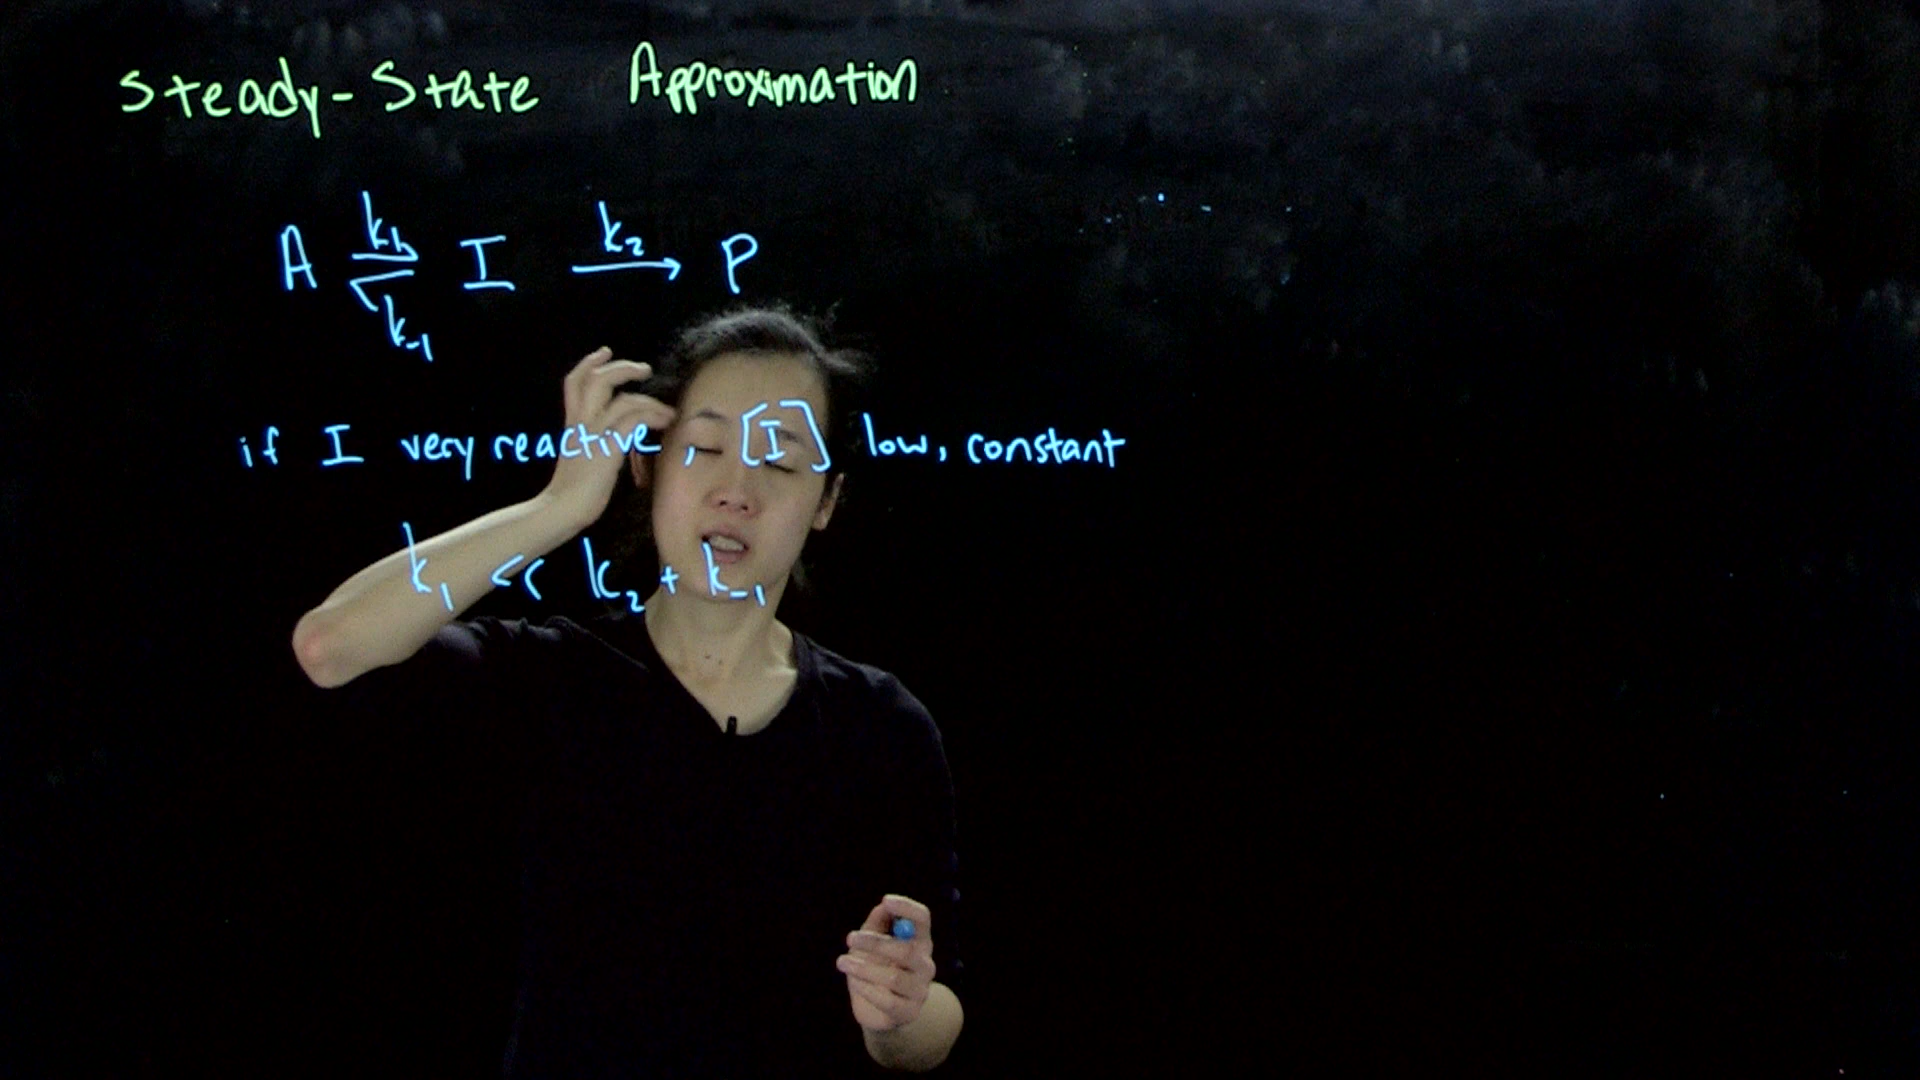 Steady-State Approximation
A k₁ I k₂ → P
k₋₁
if I very reactive, [I] low, constant
k₁ << k₂ + k₋₁